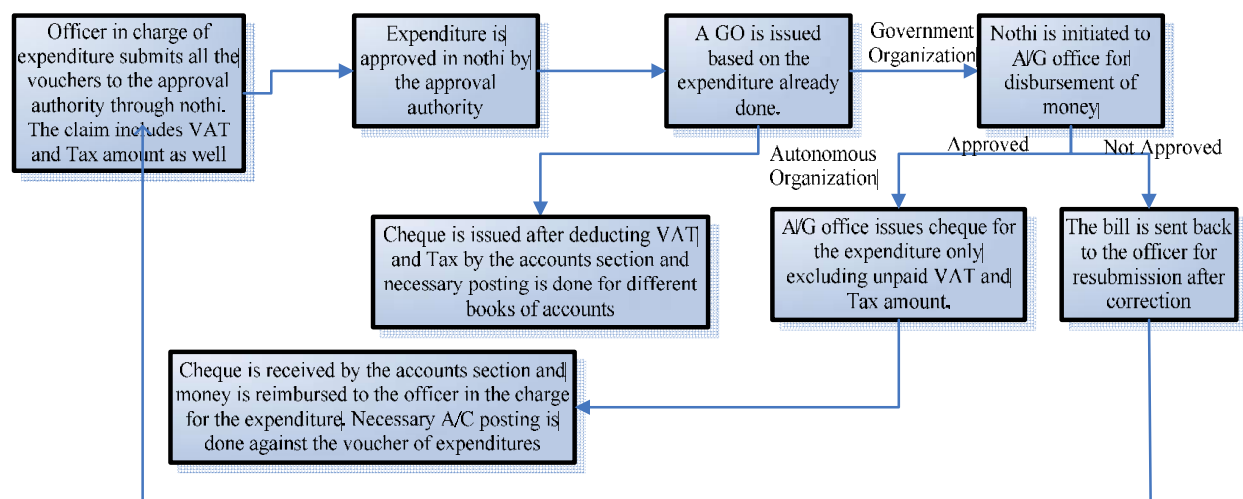 Officer in charge of
expenditure submits all the
vouchers to the approval
authority through nothi.
The claim includes VAT
and Tax amount as well
Expenditure is
approved in nothi by
the approval
authority
A GO is issued
based on the
expenditure already
done.
Government
Organization
Nothi is initiated to
A/G office for
disbursement of
money
Autonomous
Organization
Approved
Not Approved
Cheque is issued after deducting VAT
and Tax by the accounts section and
necessary posting is done for different
books of accounts
A/G office issues cheque for
the expenditure only
excluding unpaid VAT and
Tax amount.
The bill is sent back
to the officer for
resubmission after
correction
Cheque is received by the accounts section and
money is reimbursed to the officer in the charge
for the expenditure. Necessary A/C posting is
done against the voucher of expenditures